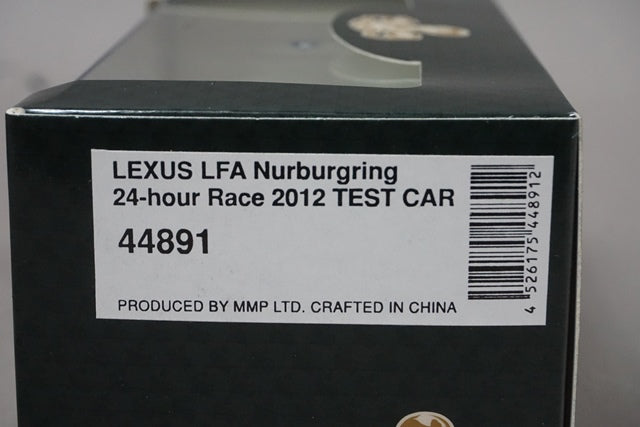 LEXUS LFA Nurburgring
24-hour Race 2012 TEST CAR
44891
PRODUCED BY MMP LTD. CRAFTED IN CHINA
4 526175 448912